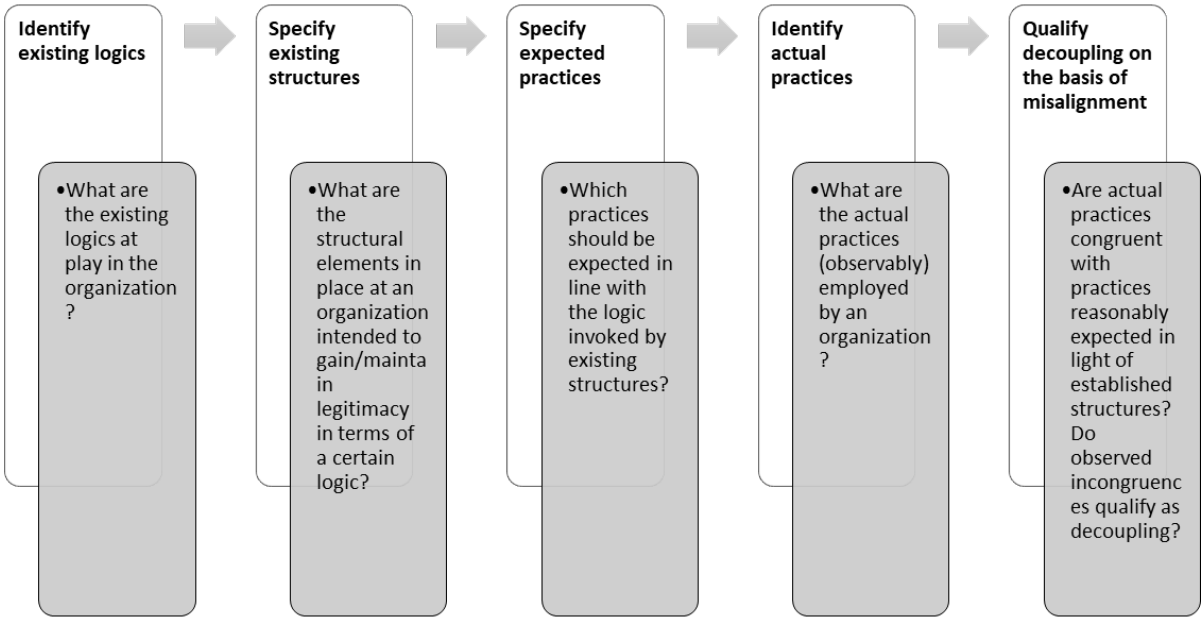 Identify
existing logics
•What are
the existing
logics at
play in the
organization
?
Specify
existing
structures
•What are
the
structural
elements in
place at an
organization
intended to
gain/mainta
in
legitimacy
in terms of
a certain
logic?
Specify
expected
practices
•Which
practices
should be
expected in
line with
the logic
invoked by
existing
structures?
Identify
actual
practices
•What are
the actual
practices
(observably)
employed
by an
organization
?
Qualify
decoupling on
the basis of
misalignment
•Are actual
practices
congruent
with
practices
reasonably
expected in
light of
established
structures?
Do
observed
incongruenc
es qualify as
decoupling?